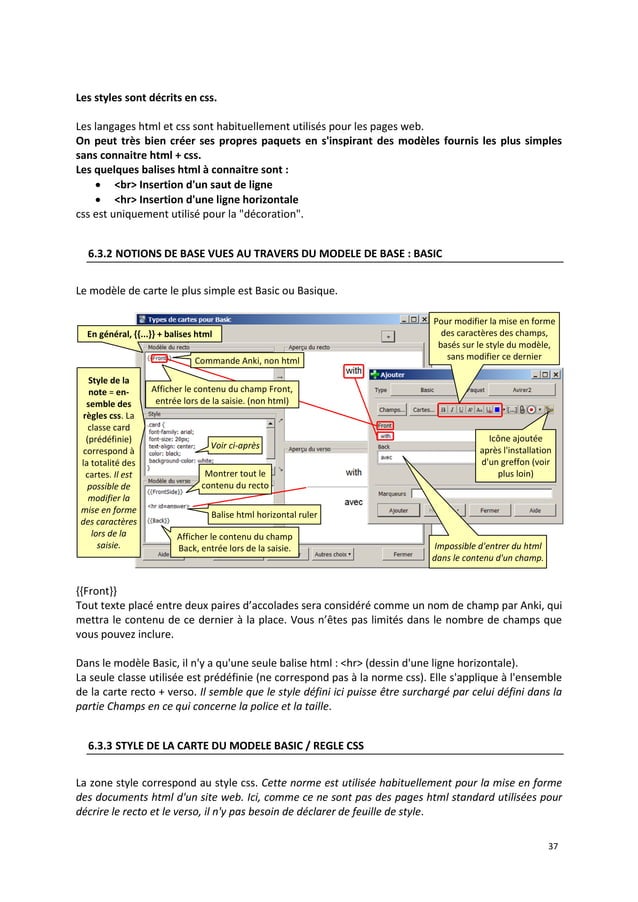 Les styles sont décrits en css.
Les langages html et css sont habituellement utilisés pour les pages web.
On peut très bien créer ses propres paquets en s'inspirant des modèles fournis les plus simples
sans connaitre html + css.
Les quelques balises html à connaitre sont :
• <br> Insertion d'un saut de ligne
• <hr> Insertion d'une ligne horizontale
css est uniquement utilisé pour la "décoration".
6.3.2 NOTIONS DE BASE VUES AU TRAVERS DU MODELE DE BASE : BASIC
Le modèle de carte le plus simple est Basic ou Basique.
Types de cartes pour Basic
En général, {{...}} + balises html
+
Modèle du recto
Aperçu du recto
{{Front}}
Commande Anki, non html
with
Afficher le contenu du champ Front,
entrée lors de la saisie. (non html)
Style de la
note = en-
semble des
règles css. La
classe card
(prédéfinie)
correspond à
la totalité des
cartes. Il est
possible de
modifier la
mise en forme
des caractères
lors de la
saisie.
Style
.card {
font-family: arial;
font-size: 20px;
text-align: center;
color: black;
background-color: white;
}
Voir ci-après
Aperçu du verso
Modèle du verso
{{FrontSide}}
<hr id=answer>
{{Back}}
Montrer tout le
contenu du recto
with
avec
Balise html horizontal ruler
Afficher le contenu du champ
Back, entrée lors de la saisie.
Aide
Autres choix
Fermer
Pour modifier la mise en forme
des caractères des champs,
basés sur le style du modèle,
sans modifier ce dernier
Ajouter
Type
Basic
Paquet
Avirer2
Champs...
Cartes...
B I U
[...]
Front
with
Back
avec
Icône ajoutée
après l'installation
d'un greffon (voir
plus loin)
Marqueurs
Ajouter
Fermer
Aide
Impossible d'entrer du html
dans le contenu d'un champ.
{{Front}}
Tout texte placé entre deux paires d’accolades sera considéré comme un nom de champ par Anki, qui
mettra le contenu de ce dernier à la place. Vous n’êtes pas limités dans le nombre de champs que
vous pouvez inclure.
Dans le modèle Basic, il n'y a qu'une seule balise html : <hr> (dessin d'une ligne horizontale).
La seule classe utilisée est prédéfinie (ne correspond pas à la norme css). Elle s'applique à l'ensemble
de la carte recto + verso. Il semble que le style défini ici puisse être surchargé par celui défini dans la
partie Champs en ce qui concerne la police et la taille.
6.3.3 STYLE DE LA CARTE DU MODELE BASIC / REGLE CSS
La zone style correspond au style css. Cette norme est utilisée habituellement pour la mise en forme
des documents html d'un site web. Ici, comme ce ne sont pas des pages html standard utilisées pour
décrire le recto et le verso, il n'y pas besoin de déclarer de feuille de style.
37